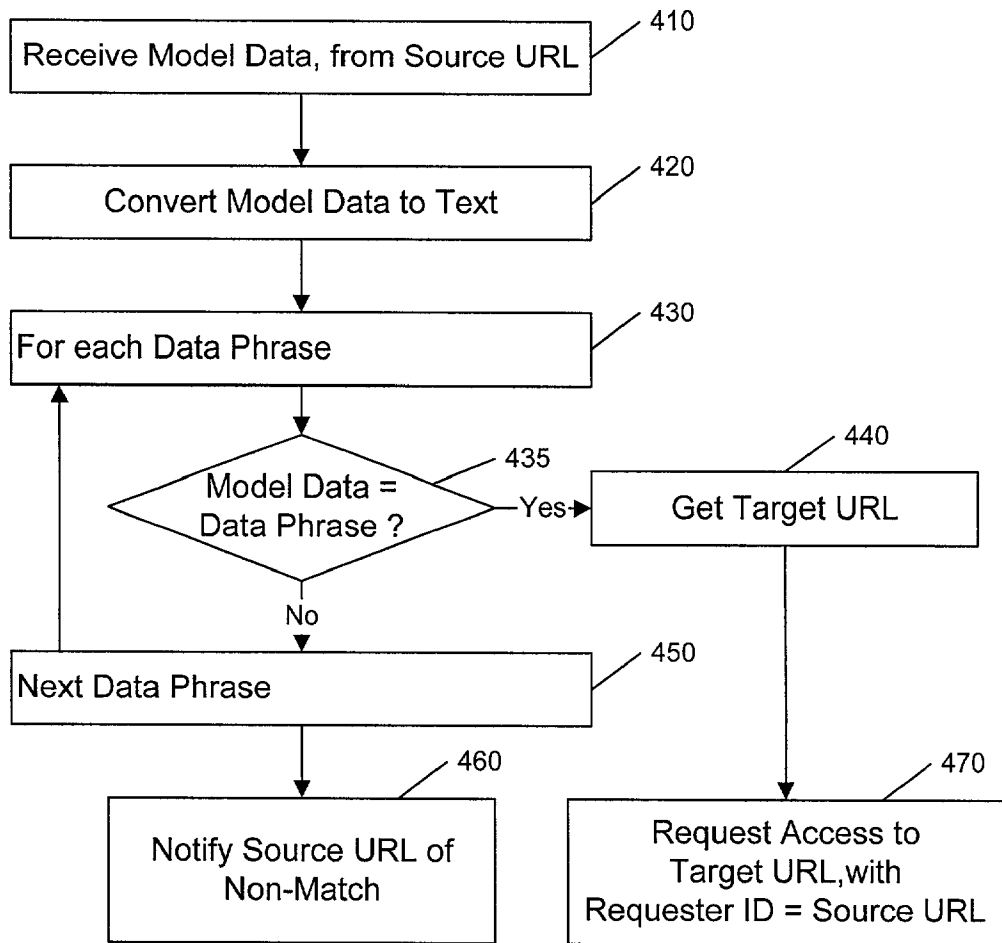 410
Receive Model Data, from Source URL
420
Convert Model Data to Text
430
For each Data Phrase
435
Model Data =
Data Phrase ?
Yes
440
Get Target URL
No
450
Next Data Phrase
460
Notify Source URL of
Non-Match
470
Request Access to
Target URL,with
Requester ID = Source URL